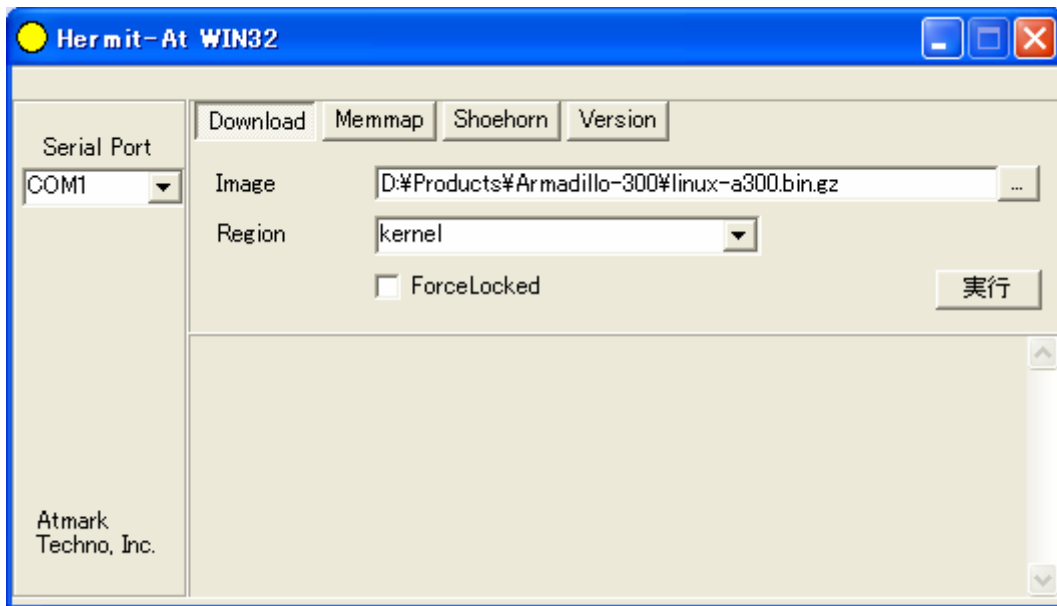 Hermit-At WIN32
Serial Port
COM1
Atmark
Techno, Inc.
Download Memmap Shoehorn Version
Image D:¥Products¥Armadillo-300¥linux-a300.bin.gz ...
Region kernel
ForceLocked 実行